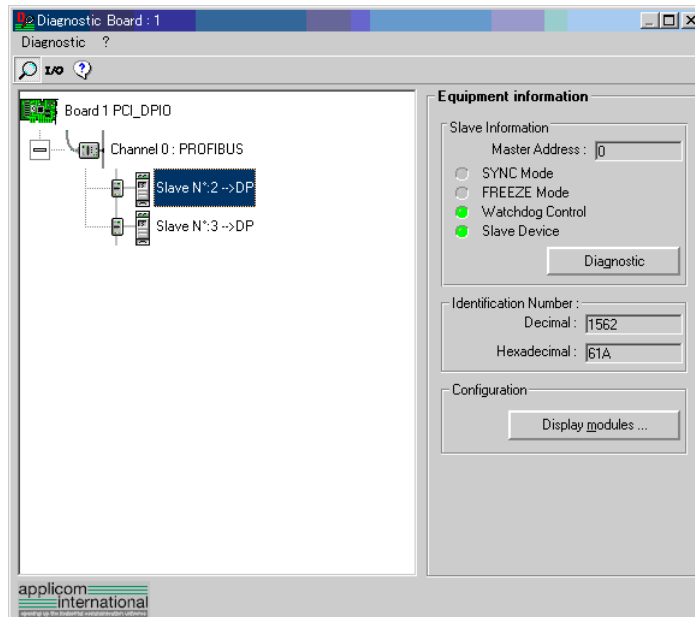 Diagnostic Board : 1
Diagnostic ?
I/O ?
Board 1 PCI_DPIO
Channel 0 : PROFIBUS
Slave N°:2 -->DP
Slave N°:3 -->DP
Equipment information
Slave Information
Master Address : 0
SYNC Mode
FREEZE Mode
Watchdog Control
Slave Device
Diagnostic
Identification Number :
Decimal : 1562
Hexadecimal : 61A
Configuration
Display modules ...
applicom
international